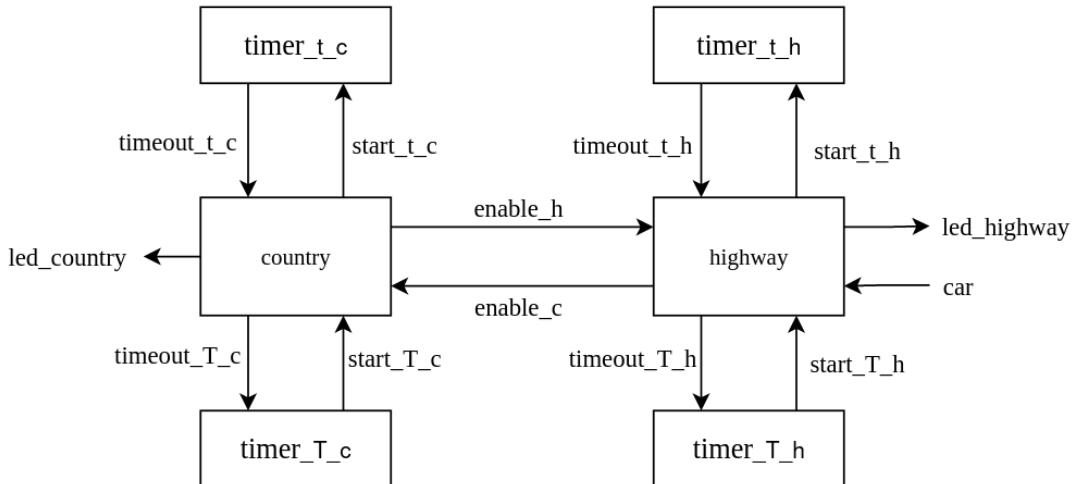 timer_t_c
timer_t_h
timeout_t_c
start_t_c
timeout_t_h
start_t_h
enable_h
led_highway
led_country
country
highway
enable_c
car
timeout_T_c
start_T_c
timeout_T_h
start_T_h
timer_T_c
timer_T_h